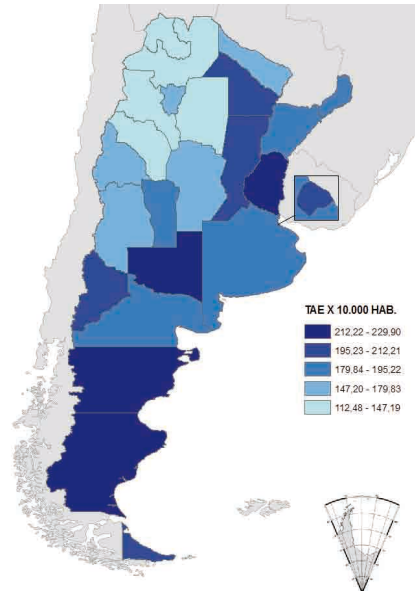 TAE X 10.000 HAB.
212,22 - 229,90
195,23 - 212,21
179,84 - 195,22
147,20 - 179,83
112,48 - 147,19